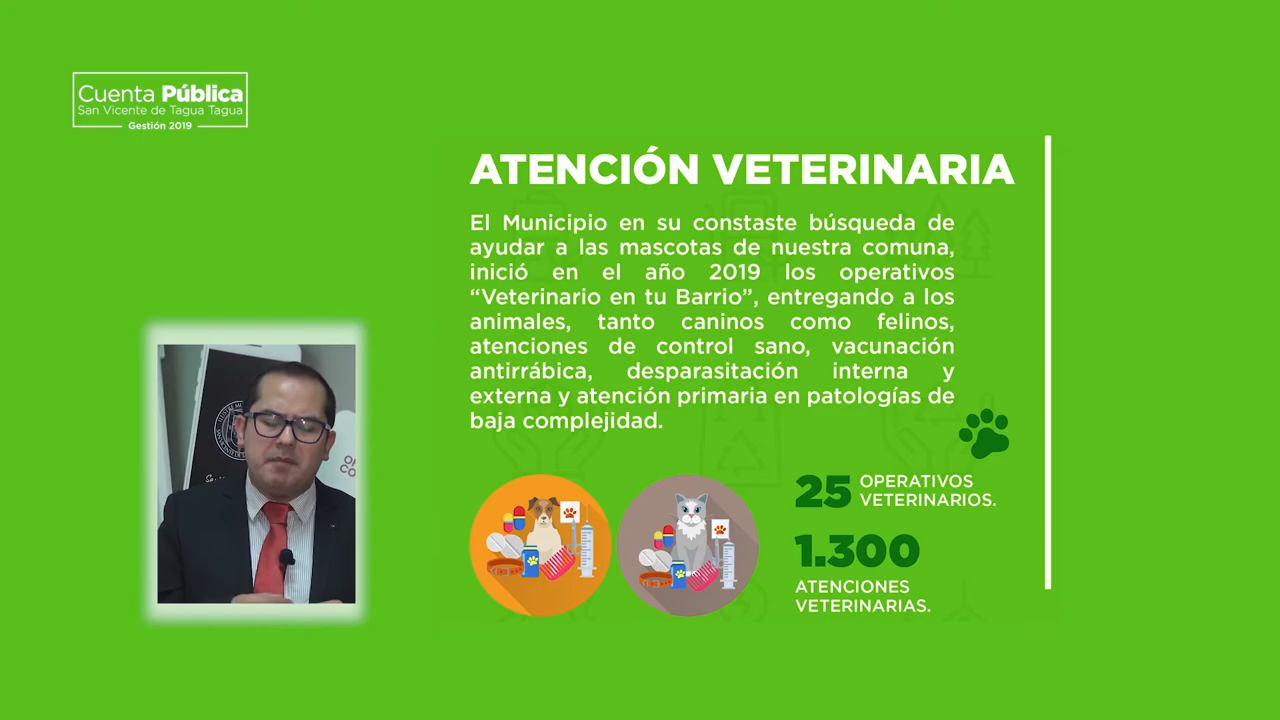 Cuenta Pública
San Vicente de Tagua Tagua
Gestión 2019
ATENCIÓN VETERINARIA
El Municipio en su constaste búsqueda de
ayudar a las mascotas de nuestra comuna,
inició en el año 2019 los operativos
“Veterinario en tu Barrio”, entregando a los
animales, tanto caninos como felinos,
atenciones de control sano, vacunación
antirrábica, desparasitación interna y
externa y atención primaria en patologías de
baja complejidad.
25 OPERATIVOS
VETERINARIOS.
1.300
ATENCIONES
VETERINARIAS.